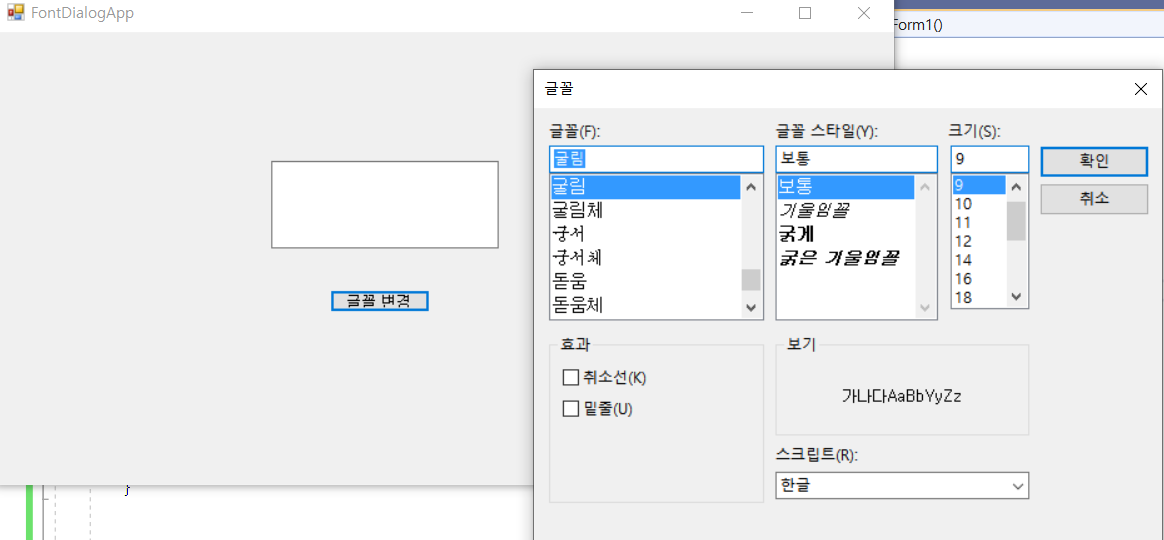 FontDialogApp
Form1()
글꼴 변경
}
글꼴
글꼴(F):
굴림
굴림
굴림체
궁서
궁서체
돋움
돋움체
글꼴 스타일(Y):
보통
보통
기울임꼴
굵게
굵은 기울임꼴
크기(S):
9
9
10
11
12
14
16
18
확인
취소
효과
취소선(K)
밑줄(U)
보기
가나다AaBbYyZz
스크립트(R):
한글